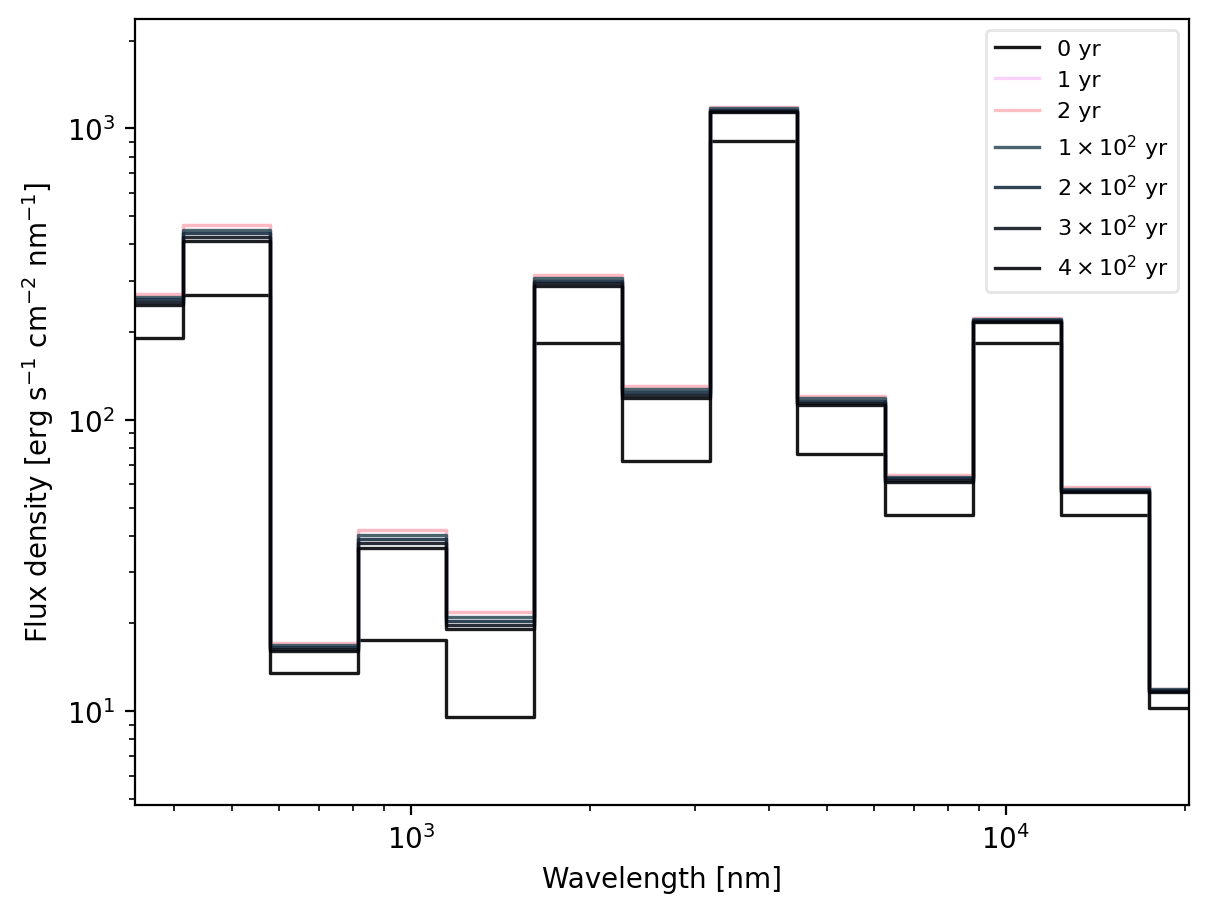 Flux density [erg s⁻¹ cm⁻² nm⁻¹]
10³
10²
10¹
0 yr
1 yr
2 yr
1 × 10² yr
2 × 10² yr
3 × 10² yr
4 × 10² yr
10³
10⁴
Wavelength [nm]